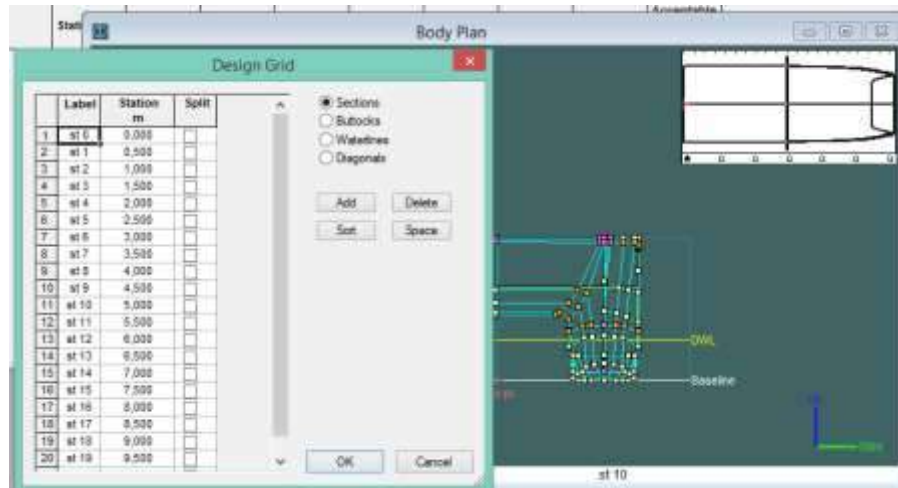 Body Plan
Design Grid
Label Station m Split
1 st 0 0,000
2 st 1 0,500
3 st 2 1,000
4 st 3 1,500
5 st 4 2,000
6 st 5 2,500
7 st 6 3,000
8 st 7 3,500
9 st 8 4,000
10 st 9 4,500
11 st 10 5,000
12 st 11 5,500
13 st 12 6,000
14 st 13 6,500
15 st 14 7,000
16 st 15 7,500
17 st 16 8,000
18 st 17 8,500
19 st 18 9,000
20 st 19 9,500
Sections
Buttocks
Waterlines
Diagonals
Add Delete
Sort Space
OK Cancel
DWL
Baseline
st 10